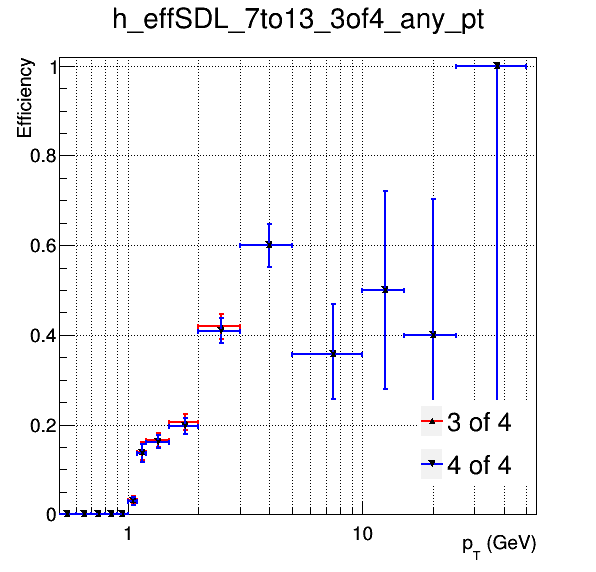 h_effSDL_7to13_3of4_any_pt
Efficiency
1
0.8
0.6
0.4
0.2
0
3 of 4
4 of 4
1
10
p_T (GeV)